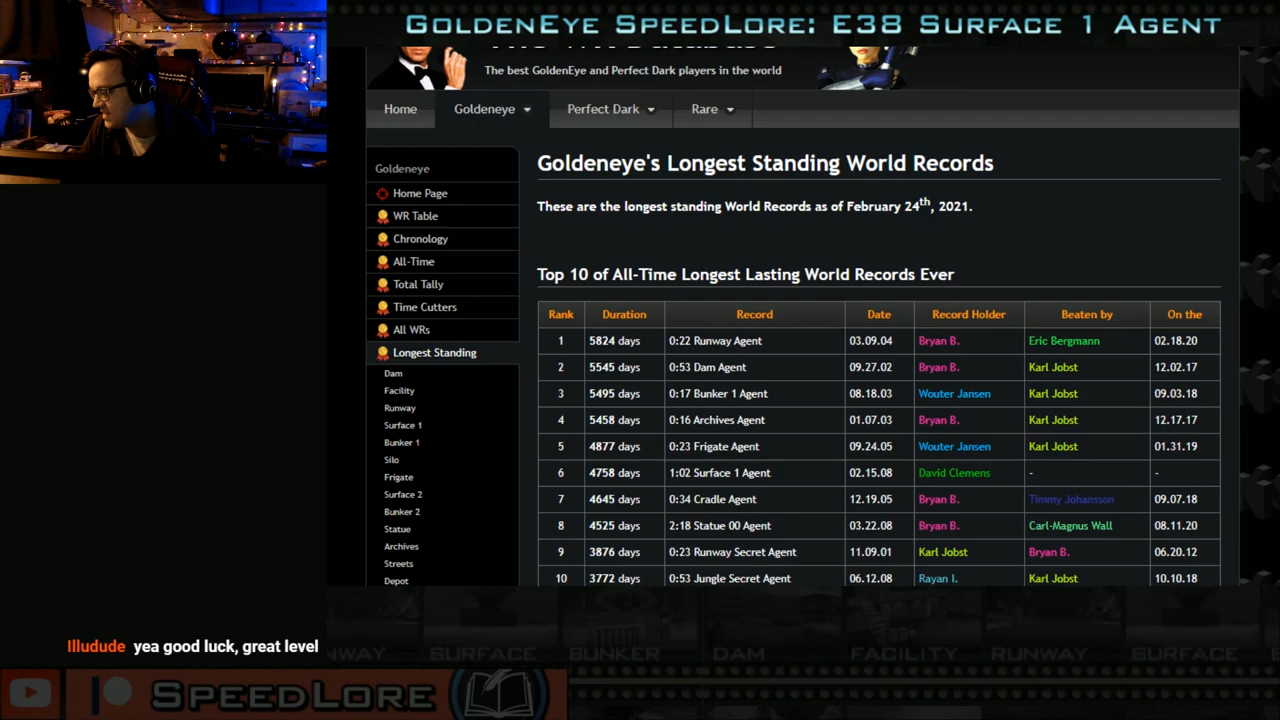 GoldenEye SpeedLore: E38 Surface 1 Agent
The best GoldenEye and Perfect Dark players in the world
Home Goldeneye Perfect Dark Rare
Goldeneye
Home Page
WR Table
Chronology
All-Time
Total Tally
Time Cutters
All WRs
Longest Standing
Dam
Facility
Runway
Surface 1
Bunker 1
Silo
Frigate
Surface 2
Bunker 2
Statue
Archives
Streets
Depot
Goldeneye's Longest Standing World Records
These are the longest standing World Records as of February 24th, 2021.
Top 10 of All-Time Longest Lasting World Records Ever
Rank Duration Record Date Record Holder Beaten by On the
1 5824 days 0:22 Runway Agent 03.09.04 Bryan B. Eric Bergmann 02.18.20
2 5545 days 0:53 Dam Agent 09.27.02 Bryan B. Karl Jobst 12.02.17
3 5495 days 0:17 Bunker 1 Agent 08.18.03 Wouter Jansen Karl Jobst 09.03.18
4 5458 days 0:16 Archives Agent 01.07.03 Bryan B. Karl Jobst 12.17.17
5 4877 days 0:23 Frigate Agent 09.24.05 Wouter Jansen Karl Jobst 01.31.19
6 4758 days 1:02 Surface 1 Agent 02.15.08 David Clemens - -
7 4645 days 0:34 Cradle Agent 12.19.05 Bryan B. Timmy Johansson 09.07.18
8 4525 days 2:18 Statue 00 Agent 03.22.08 Bryan B. Carl-Magnus Wall 08.11.20
9 3876 days 0:23 Runway Secret Agent 11.09.01 Karl Jobst Bryan B. 06.20.12
10 3772 days 0:53 Jungle Secret Agent 06.12.08 Rayan I. Karl Jobst 10.10.18
Illudude yea good luck, great level
SURFACE BUNKER DAM FACILITY RUNWAY SURFACE
SpeedLore